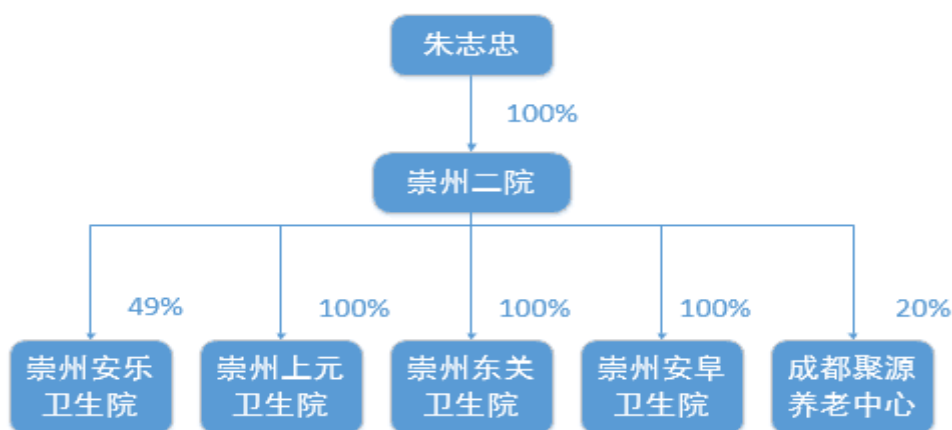 朱志忠
100%
崇州二院
49%
100%
100%
100%
20%
崇州安乐
卫生院
崇州上元
卫生院
崇州东关
卫生院
崇州安阜
卫生院
成都聚源
养老中心